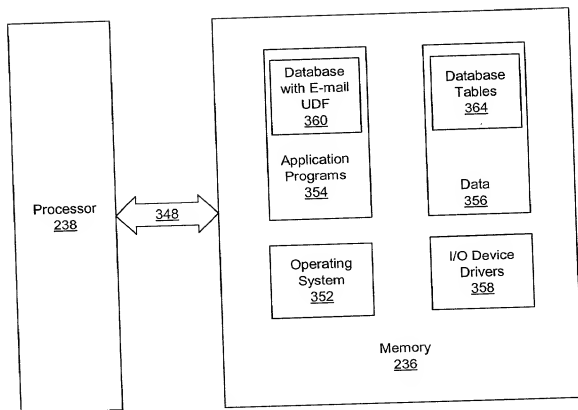 Database
with E-mail
UDF
360
Application
Programs
354
Database
Tables
364
Data
356
Processor
238
348
Operating
System
352
I/O Device
Drivers
358
Memory
236